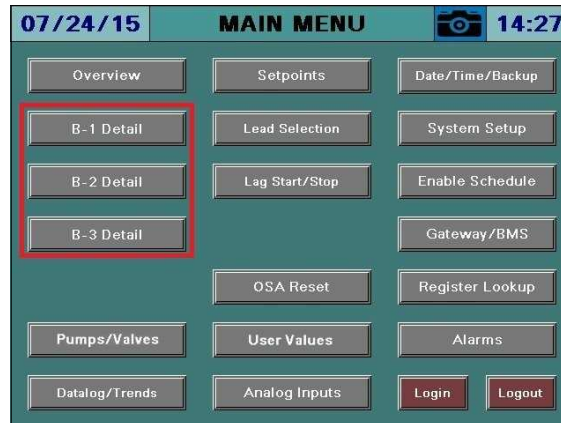 07/24/15 MAIN MENU 14:27
Overview Setpoints Date/Time/Backup
B-1 Detail Lead Selection System Setup
B-2 Detail Lag Start/Stop Enable Schedule
B-3 Detail Gateway/BMS
OSA Reset Register Lookup
Pumps/Valves User Values Alarms
Datalog/Trends Analog Inputs Login Logout